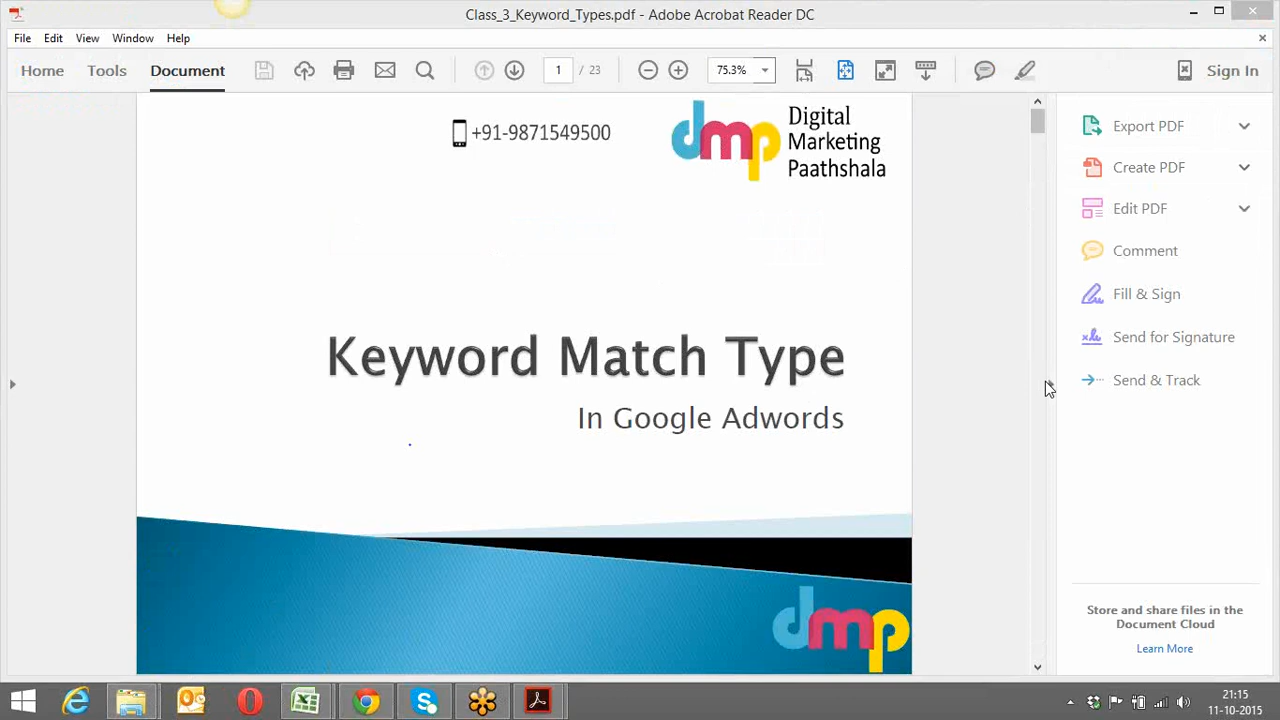 Class_3_Keyword_Types.pdf - Adobe Acrobat Reader DC
File Edit View Window Help
Home Tools Document 1 / 23 75.3% Sign In
+91-9871549500
dmp Digital
Marketing
Paathshala
Keyword Match Type
In Google Adwords
dmp
Export PDF
Create PDF
Edit PDF
Comment
Fill & Sign
Send for Signature
Send & Track
Store and share files in the
Document Cloud
Learn More
21:15
11-10-2015